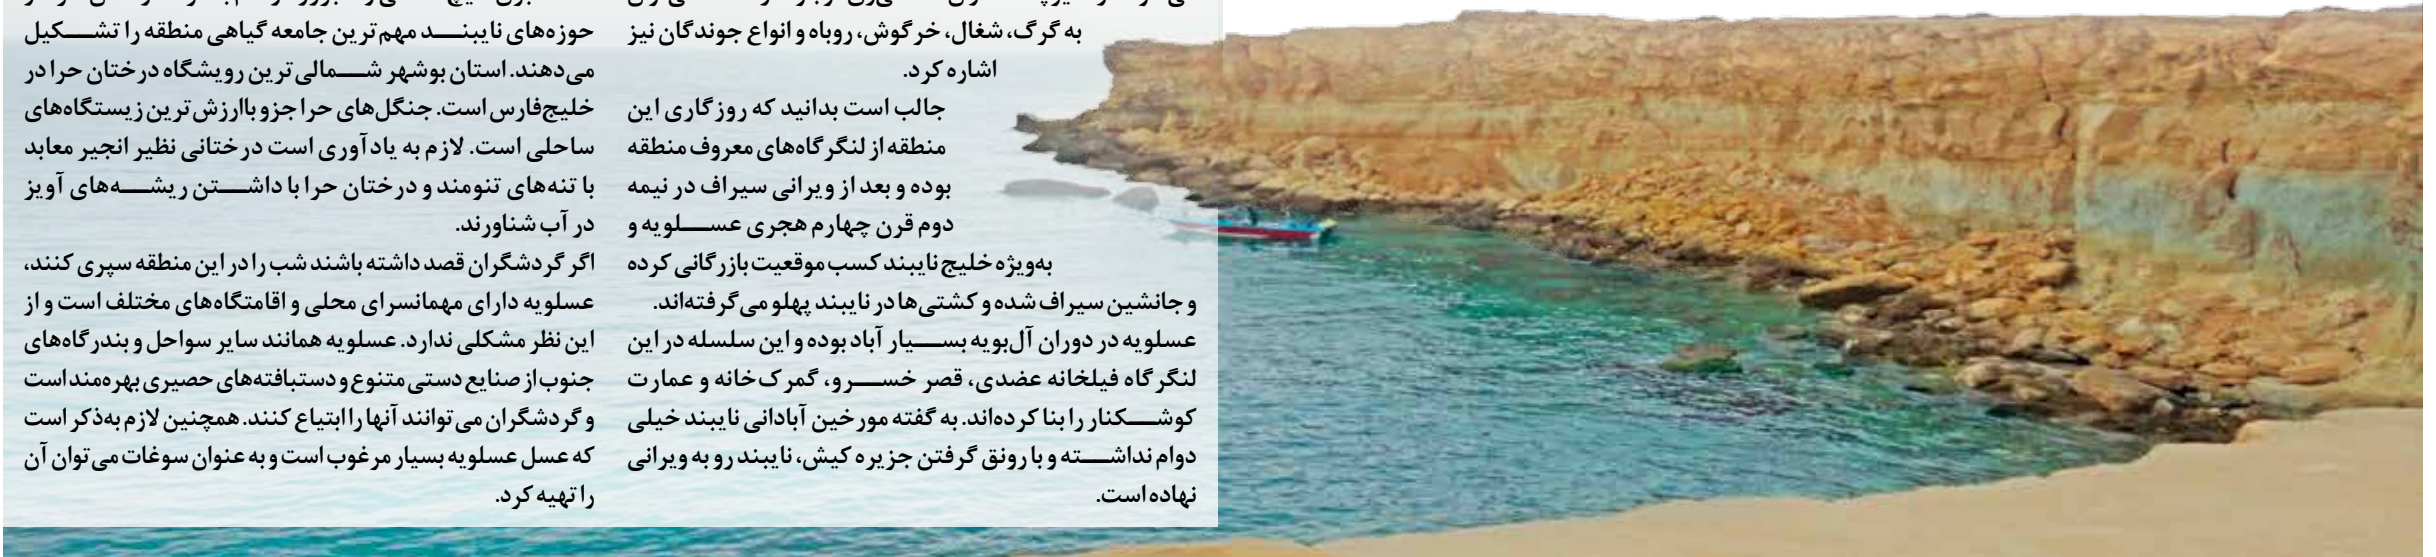 به گرگ، شغال، خرگوش، روباه و انواع جوندگان نیز
اشاره کرد.
جالب است بدانید که روزگاری این
منطقه از لنگرگاه‌های معروف منطقه
بوده و بعد از ویرانی سیراف در نیمه
دوم قرن چهارم هجری عســلویه و
به‌ویژه خلیج نایبند کسب موقعیت بازرگانی کرده
و جانشین سیراف شده و کشتی‌ها در نایبند پهلو می‌گرفته‌اند.
عسلویه در دوران آل‌بویه بســیار آباد بوده و این سلسله در این
لنگرگاه فیلخانه عضدی، قصر خســرو، گمرک‌خانه و عمارت
کوشــکنار را بنا کرده‌اند. به گفته مورخین آبادانی نایبند خیلی
دوام نداشــته و با رونق گرفتن جزیره کیش، نایبند رو به ویرانی
نهاده است.
حوزه‌های نایبنــد مهم‌ترین جامعه گیاهی منطقه را تشــکیل
می‌دهند. استان بوشهر شــمالی‌ترین رویشگاه درختان حرا در
خلیج‌فارس است. جنگل‌های حرا جزو باارزش‌ترین زیستگاه‌های
ساحلی است. لازم به یادآوری است درختانی نظیر انجیر معابد
با تنه‌های تنومند و درختان حرا با داشــتن ریشــه‌های آویز
در آب شناورند.
اگر گردشگران قصد داشته باشند شب را در این منطقه سپری کنند،
عسلویه دارای مهمانسرای محلی و اقامتگاه‌های مختلف است و از
این نظر مشکلی ندارد. عسلویه همانند سایر سواحل و بندرگاه‌های
جنوب از صنایع دستی متنوع و دستبافته‌های حصیری بهره‌مند است
و گردشگران می‌توانند آنها را ابتیاع کنند. همچنین لازم به‌ذکر است
که عسل عسلویه بسیار مرغوب است و به عنوان سوغات می‌توان آن
را تهیه کرد.